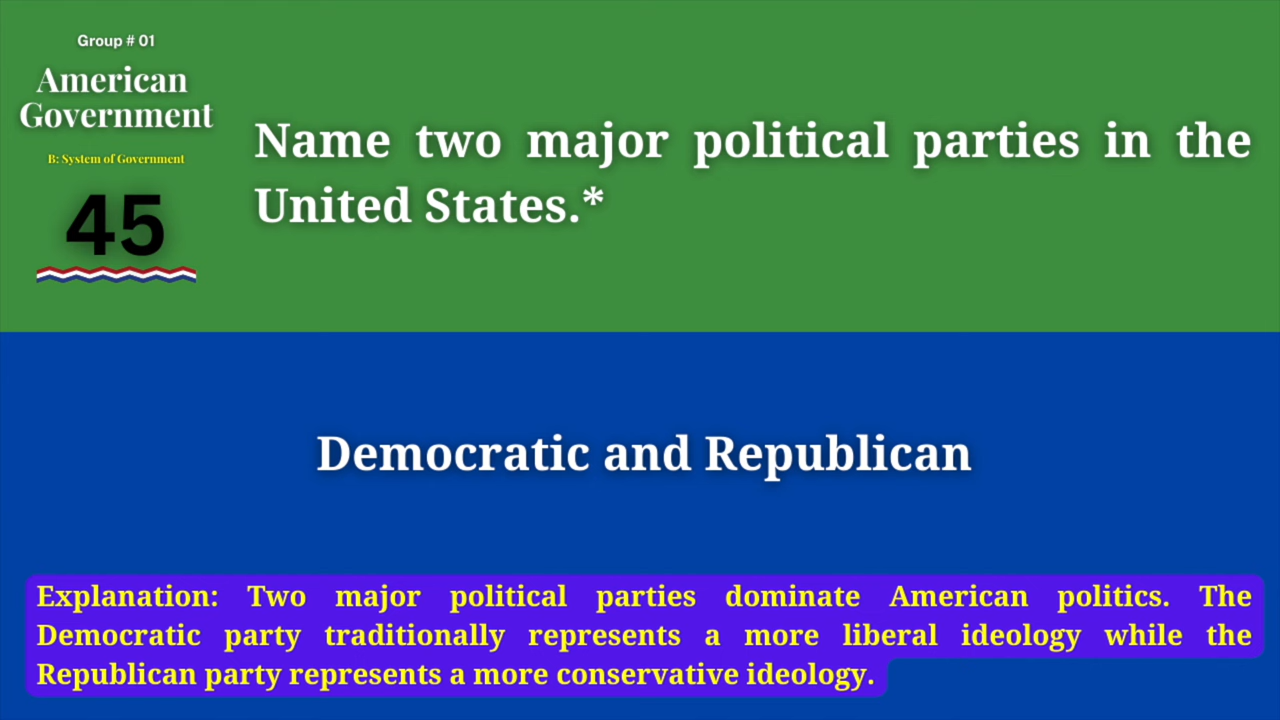 Group # 01
American
Government
B: System of Government
45
Name two major political parties in the
United States.*
Democratic and Republican
Explanation: Two major political parties dominate American politics. The
Democratic party traditionally represents a more liberal ideology while the
Republican party represents a more conservative ideology.